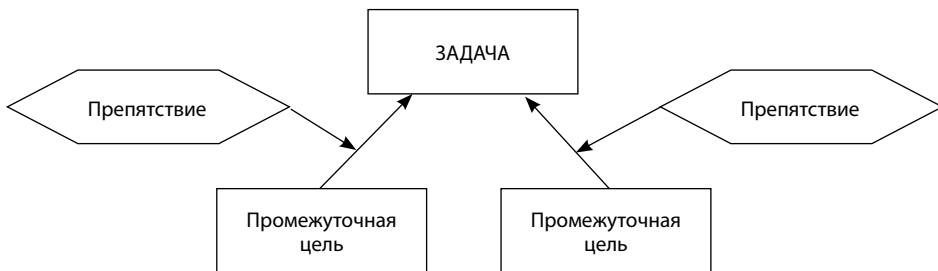 ЗАДАЧА
Препятствие
Препятствие
Промежуточная
цель
Промежуточная
цель